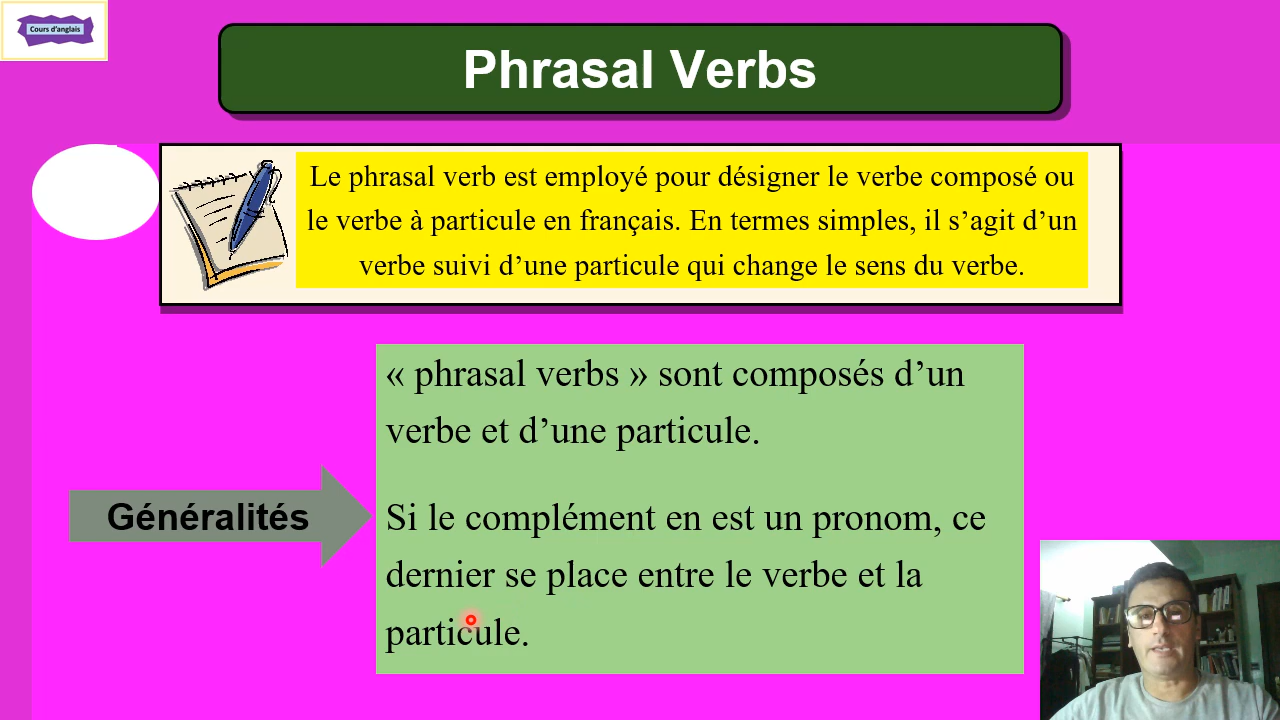 Cours d'anglais
Phrasal Verbs
Le phrasal verb est employé pour désigner le verbe composé ou
le verbe à particule en français. En termes simples, il s’agit d’un
verbe suivi d’une particule qui change le sens du verbe.
« phrasal verbs » sont composés d’un
verbe et d’une particule.
Généralités
Si le complément en est un pronom, ce
dernier se place entre le verbe et la
particule.